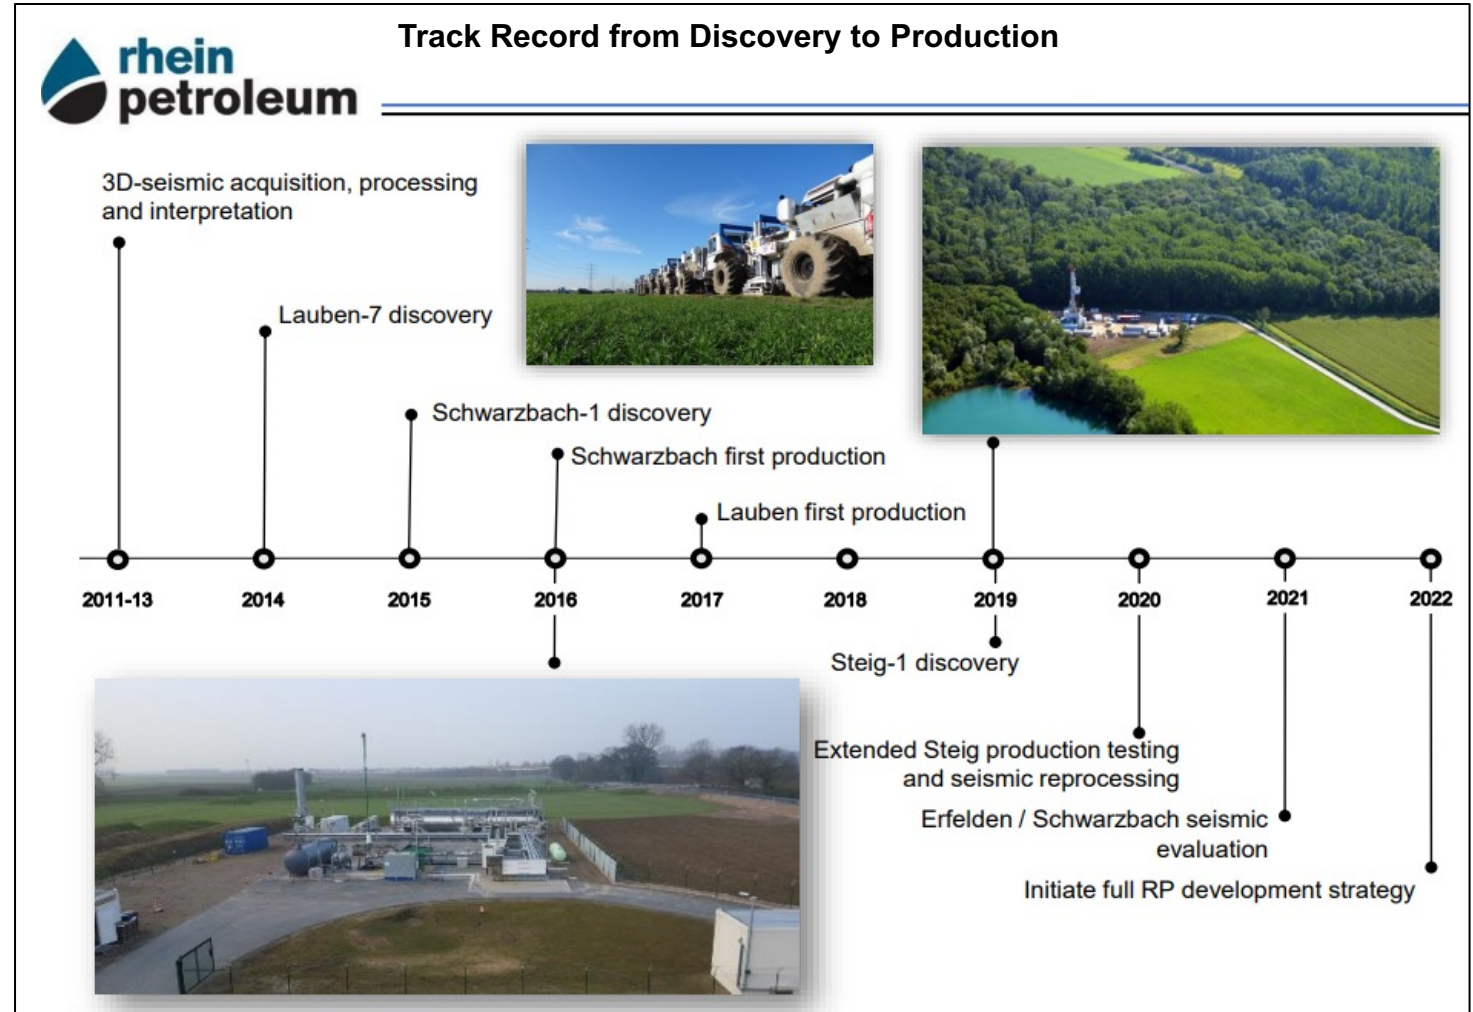 Track Record from Discovery to Production
rhein
petroleum
3D-seismic acquisition, processing
and interpretation
Lauben-7 discovery
Schwarzbach-1 discovery
Schwarzbach first production
Lauben first production
2011-13
2014
2015
2016
2017
2018
2019
2020
2021
2022
Steig-1 discovery
Extended Steig production testing
and seismic reprocessing
Erfelden / Schwarzbach seismic
evaluation
Initiate full RP development strategy